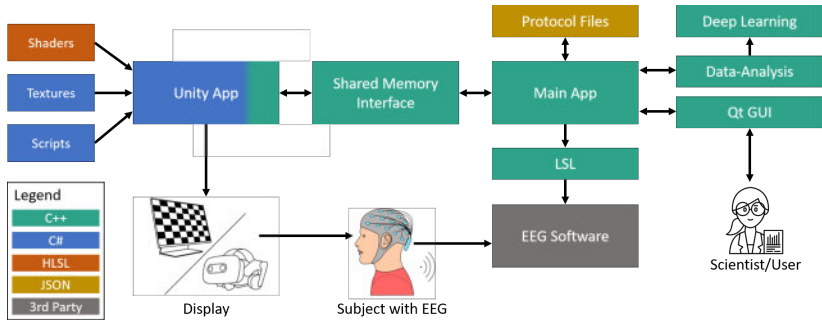 Shaders
Textures
Scripts
Unity App
Shared Memory
Interface
Protocol Files
Main App
Deep Learning
Data-Analysis
Qt GUI
LSL
EEG Software
Scientist/User
Legend
C++
C#
HLSL
JSON
3rd Party
Display
Subject with EEG